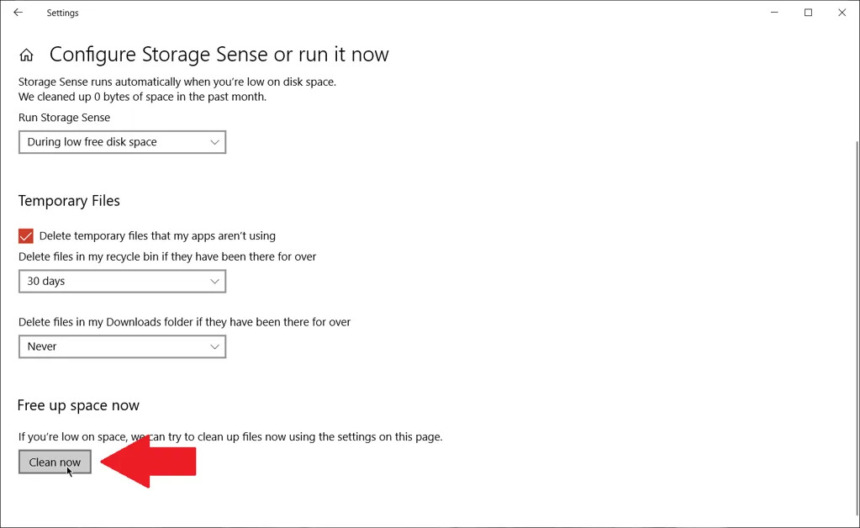 Settings
Configure Storage Sense or run it now
Storage Sense runs automatically when you're low on disk space.
We cleaned up 0 bytes of space in the past month.
Run Storage Sense
During low free disk space
Temporary Files
Delete temporary files that my apps aren't using
Delete files in my recycle bin if they have been there for over
30 days
Delete files in my Downloads folder if they have been there for over
Never
Free up space now
If you're low on space, we can try to clean up files now using the settings on this page.
Clean now